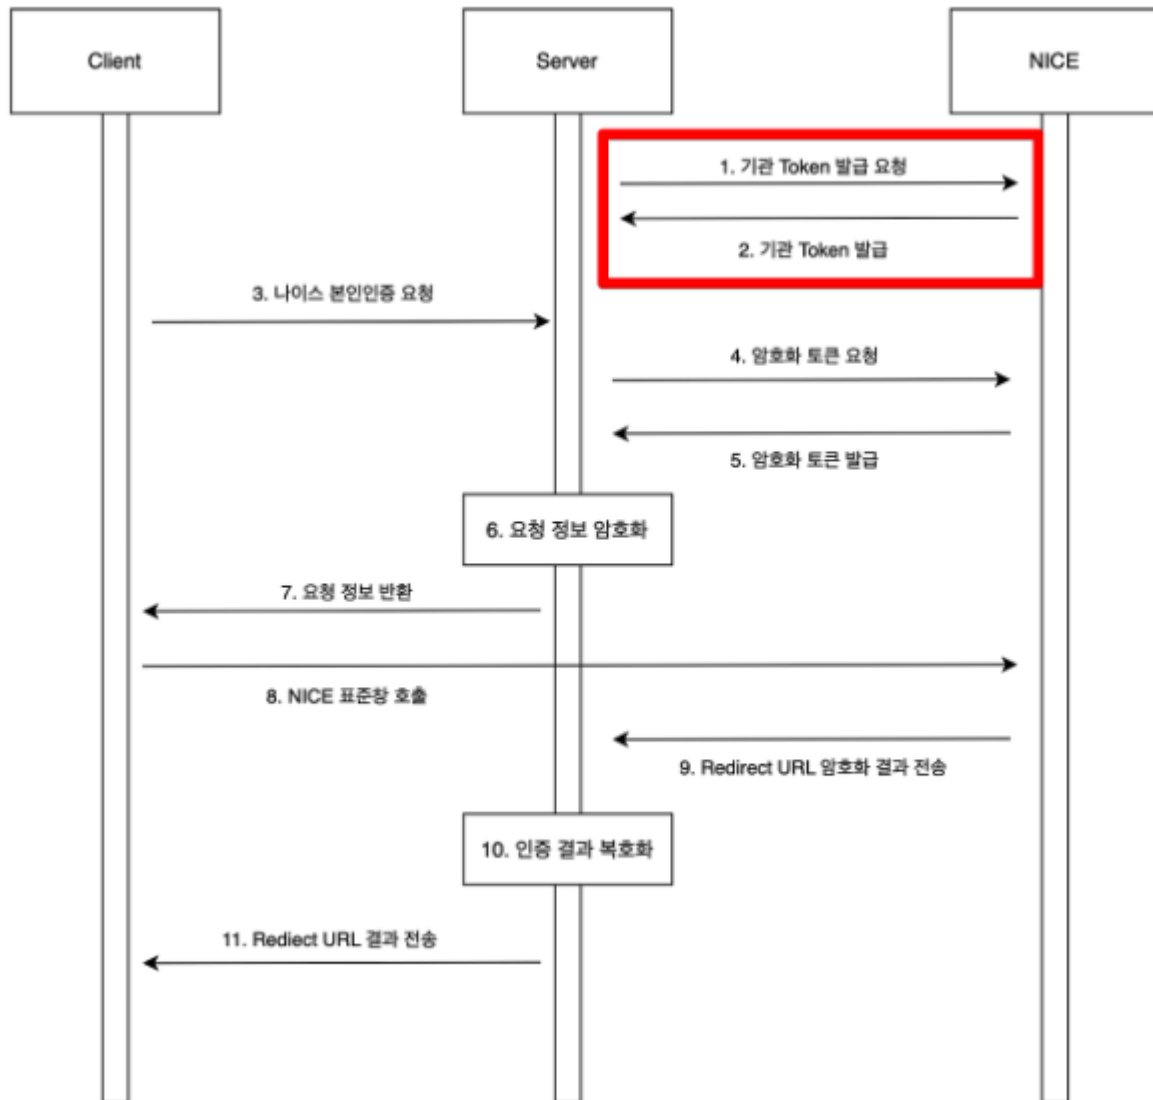 Client
Server
NICE
1. 기관 Token 발급 요청
2. 기관 Token 발급
3. 나이스 본인인증 요청
4. 암호화 토큰 요청
5. 암호화 토큰 발급
6. 요청 정보 암호화
7. 요청 정보 반환
8. NICE 표준창 호출
9. Redirect URL 암호화 결과 전송
10. 인증 결과 복호화
11. Rediect URL 결과 전송